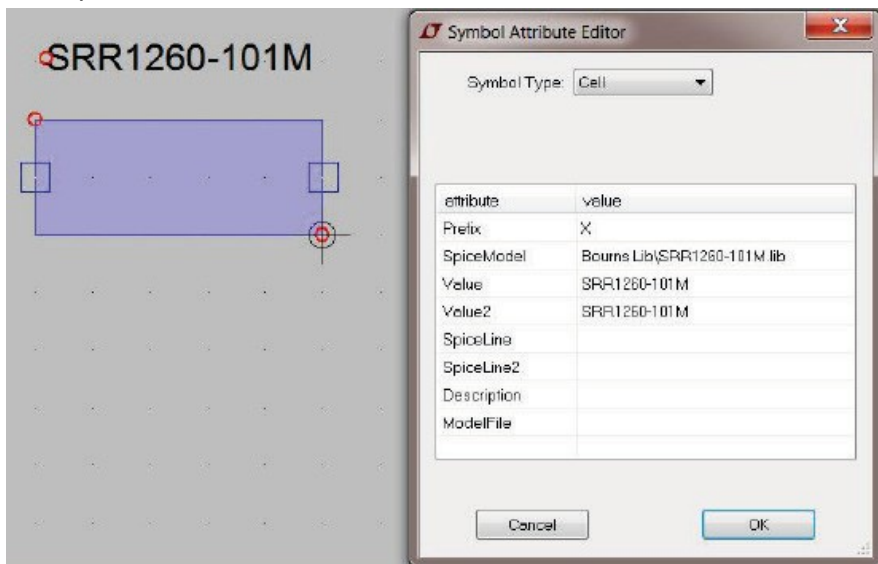 SRR1260-101M
Symbol Attribute Editor
Symbol Type: Cell
attribute value
Prefix X
SpiceModel Bourns Lib\SRR1260-101M.lib
Value SRR1260-101M
Value2 SRR1260-101M
SpiceLine
SpiceLine2
Description
ModelFile
Cancel OK